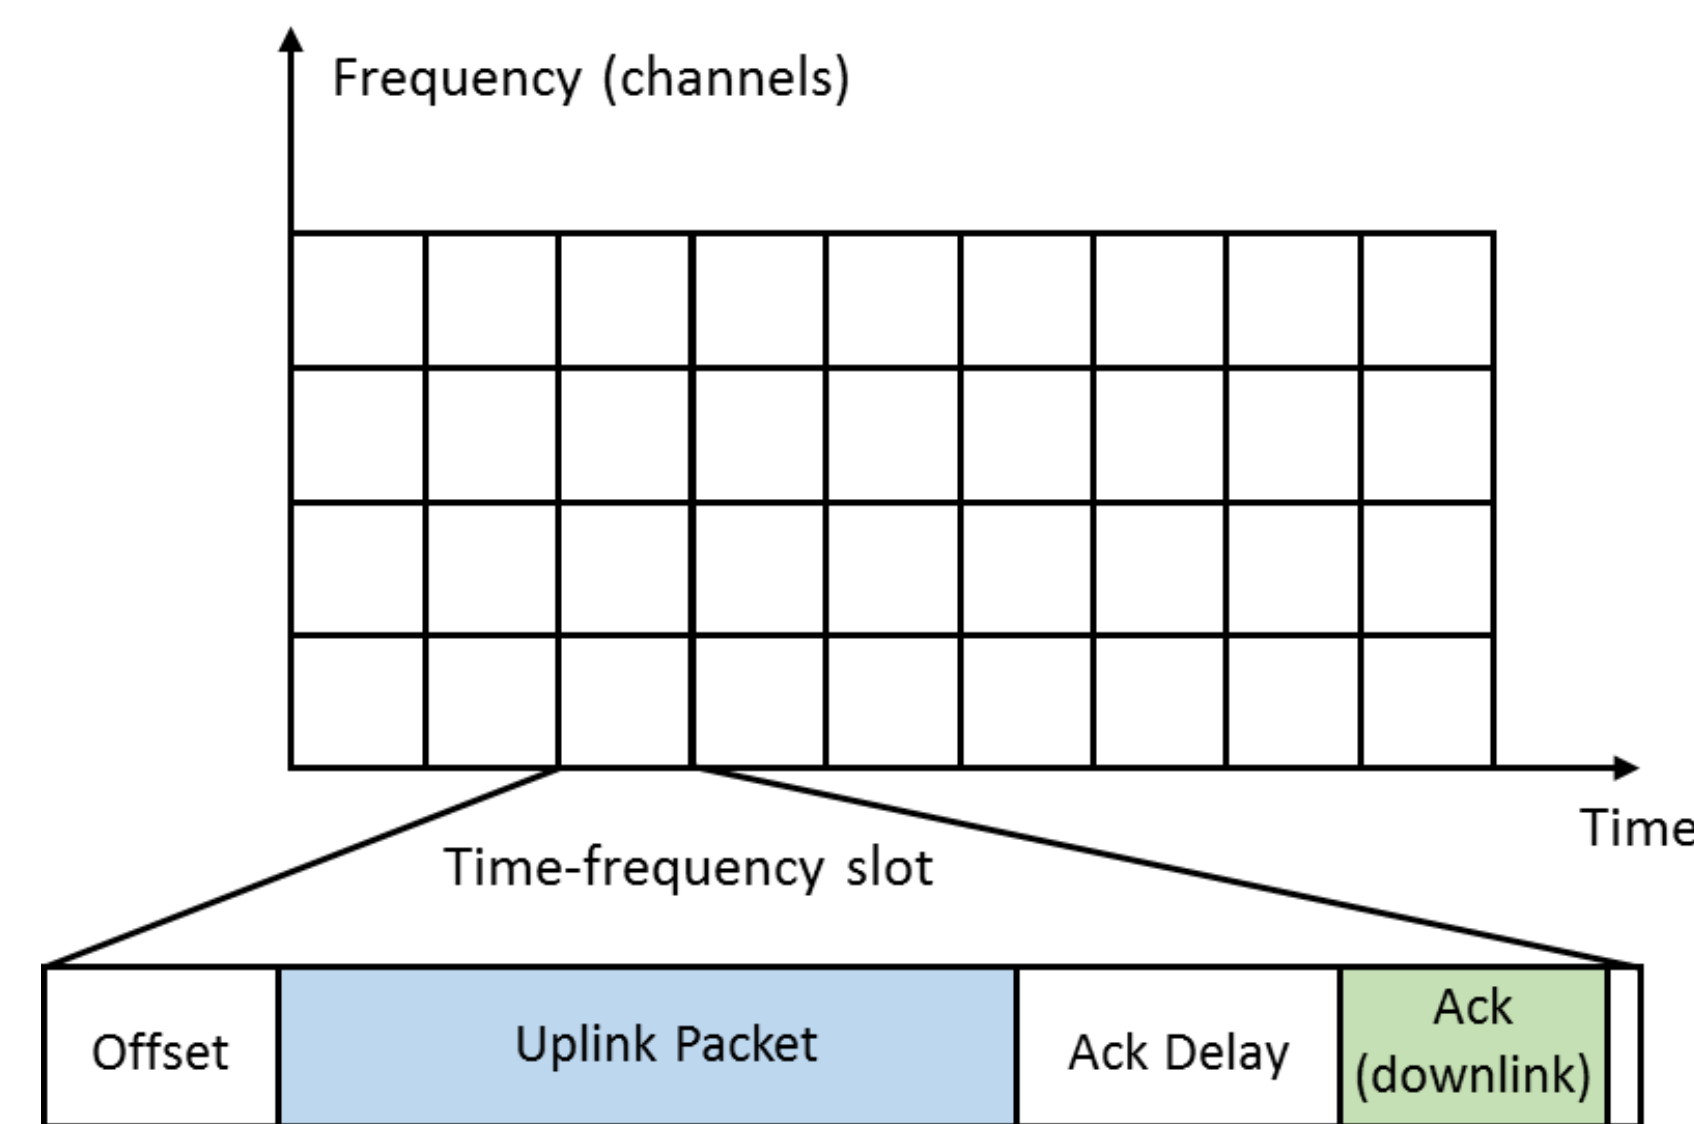 Frequency (channels)
Time
Time-frequency slot
Offset
Uplink Packet
Ack Delay
Ack
(downlink)